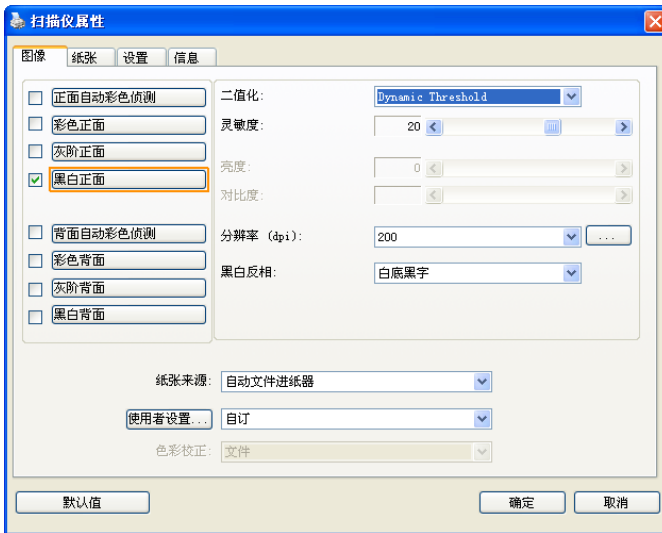 扫描仪属性
图像 纸张 设置 信息
正面自动彩色侦测
彩色正面
灰阶正面
黑白正面
背面自动彩色侦测
彩色背面
灰阶背面
黑白背面
二值化: Dynamic Threshold
灵敏度: 20
亮度: 0
对比度:
分辨率 (dpi): 200 ...
黑白反相: 白底黑字
纸张来源: 自动文件进纸器
使用者设置... 自订
色彩校正: 文件
默认值 确定 取消